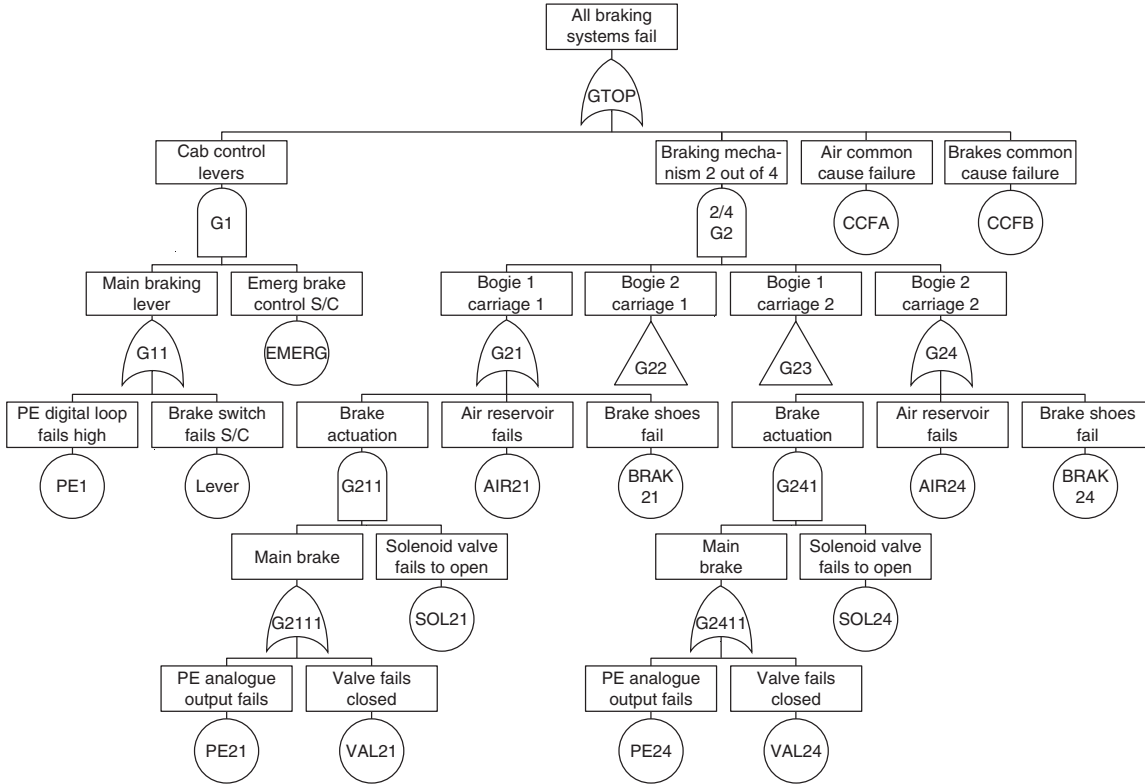 All braking
systems fail
GTOP
Cab control
levers
Braking mecha-
nism 2 out of 4
Air common
cause failure
Brakes common
cause failure
G1
2/4
G2
CCFA
CCFB
Main braking
lever
Emerg brake
control S/C
Bogie 1
carriage 1
Bogie 2
carriage 1
Bogie 1
carriage 2
Bogie 2
carriage 2
G11
EMERG
G21
G22
G23
G24
PE digital loop
fails high
Brake switch
fails S/C
Brake
actuation
Air reservoir
fails
Brake shoes
fail
Brake
actuation
Air reservoir
fails
Brake shoes
fail
PE1
Lever
G211
AIR21
BRAK
21
G241
AIR24
BRAK
24
Main brake
Solenoid valve
fails to open
Main
brake
Solenoid valve
fails to open
G2111
SOL21
G2411
SOL24
PE analogue
output fails
Valve fails
closed
PE analogue
output fails
Valve fails
closed
PE21
VAL21
PE24
VAL24